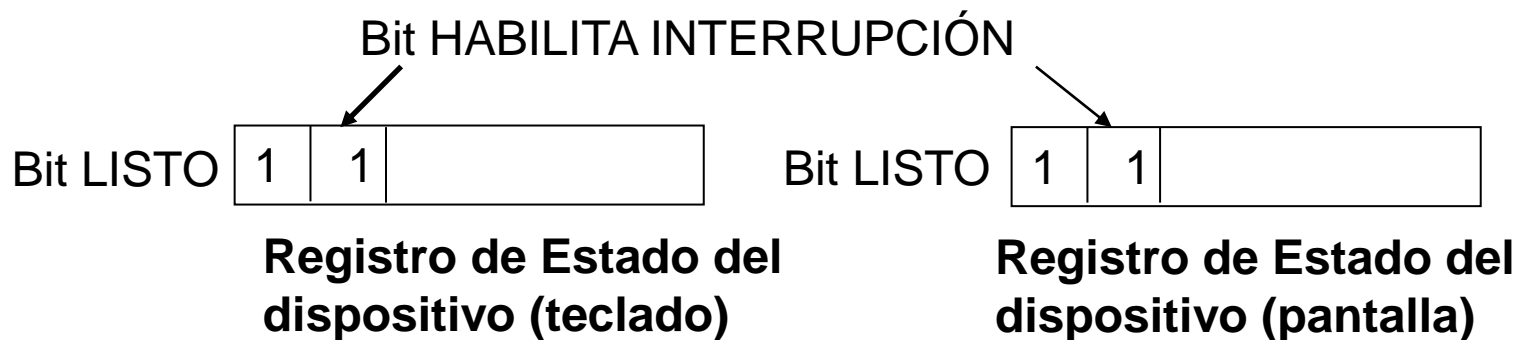 Bit HABILITA INTERRUPCIÓN
Bit LISTO 1 1
Bit LISTO 1 1
Registro de Estado del
dispositivo (teclado)
Registro de Estado del
dispositivo (pantalla)